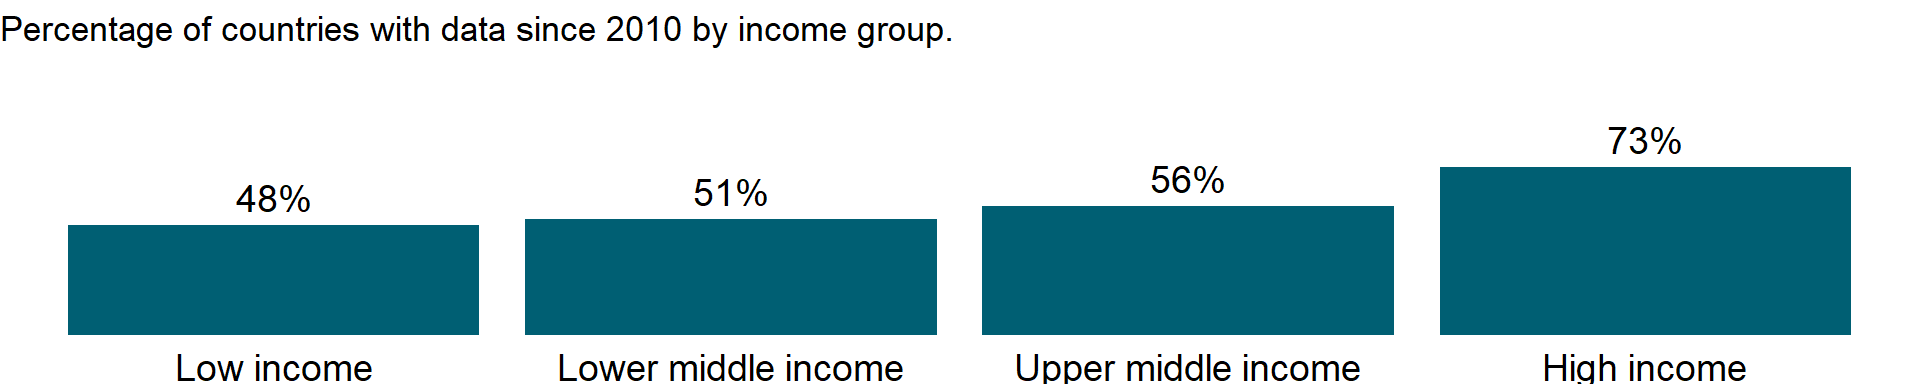 Percentage of countries with data since 2010 by income group.
73%
56%
51%
48%
Low income
Lower middle income
Upper middle income
High income